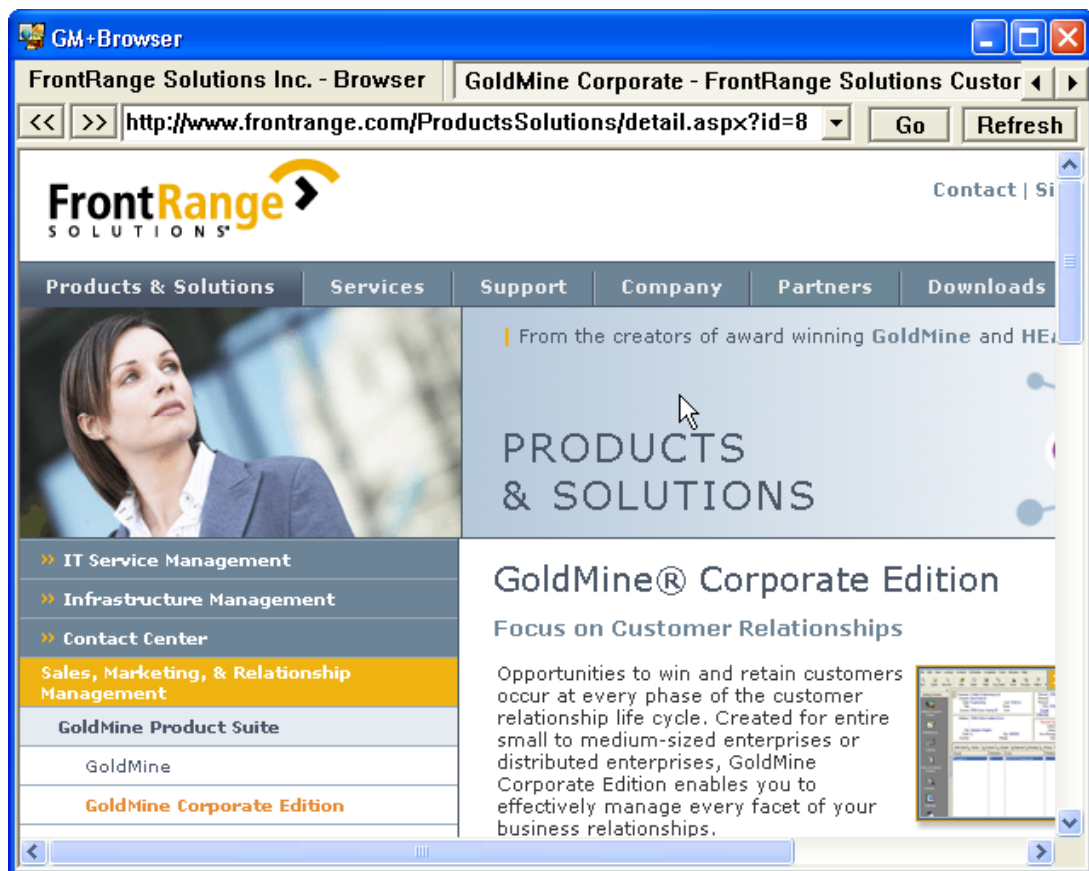 GM+Browser
FrontRange Solutions Inc. - Browser
GoldMine Corporate - FrontRange Solutions Custor
<< >> http://www.frontrange.com/ProductsSolutions/detail.aspx?id=8 Go Refresh
FrontRange
SOLUTIONS
Contact | Si
Products & Solutions Services Support Company Partners Downloads
From the creators of award winning GoldMine and HEA
PRODUCTS
& SOLUTIONS
» IT Service Management
» Infrastructure Management
» Contact Center
Sales, Marketing, & Relationship
Management
GoldMine Product Suite
GoldMine
GoldMine Corporate Edition
GoldMine® Corporate Edition
Focus on Customer Relationships
Opportunities to win and retain customers
occur at every phase of the customer
relationship life cycle. Created for entire
small to medium-sized enterprises or
distributed enterprises, GoldMine
Corporate Edition enables you to
effectively manage every facet of your
business relationships.